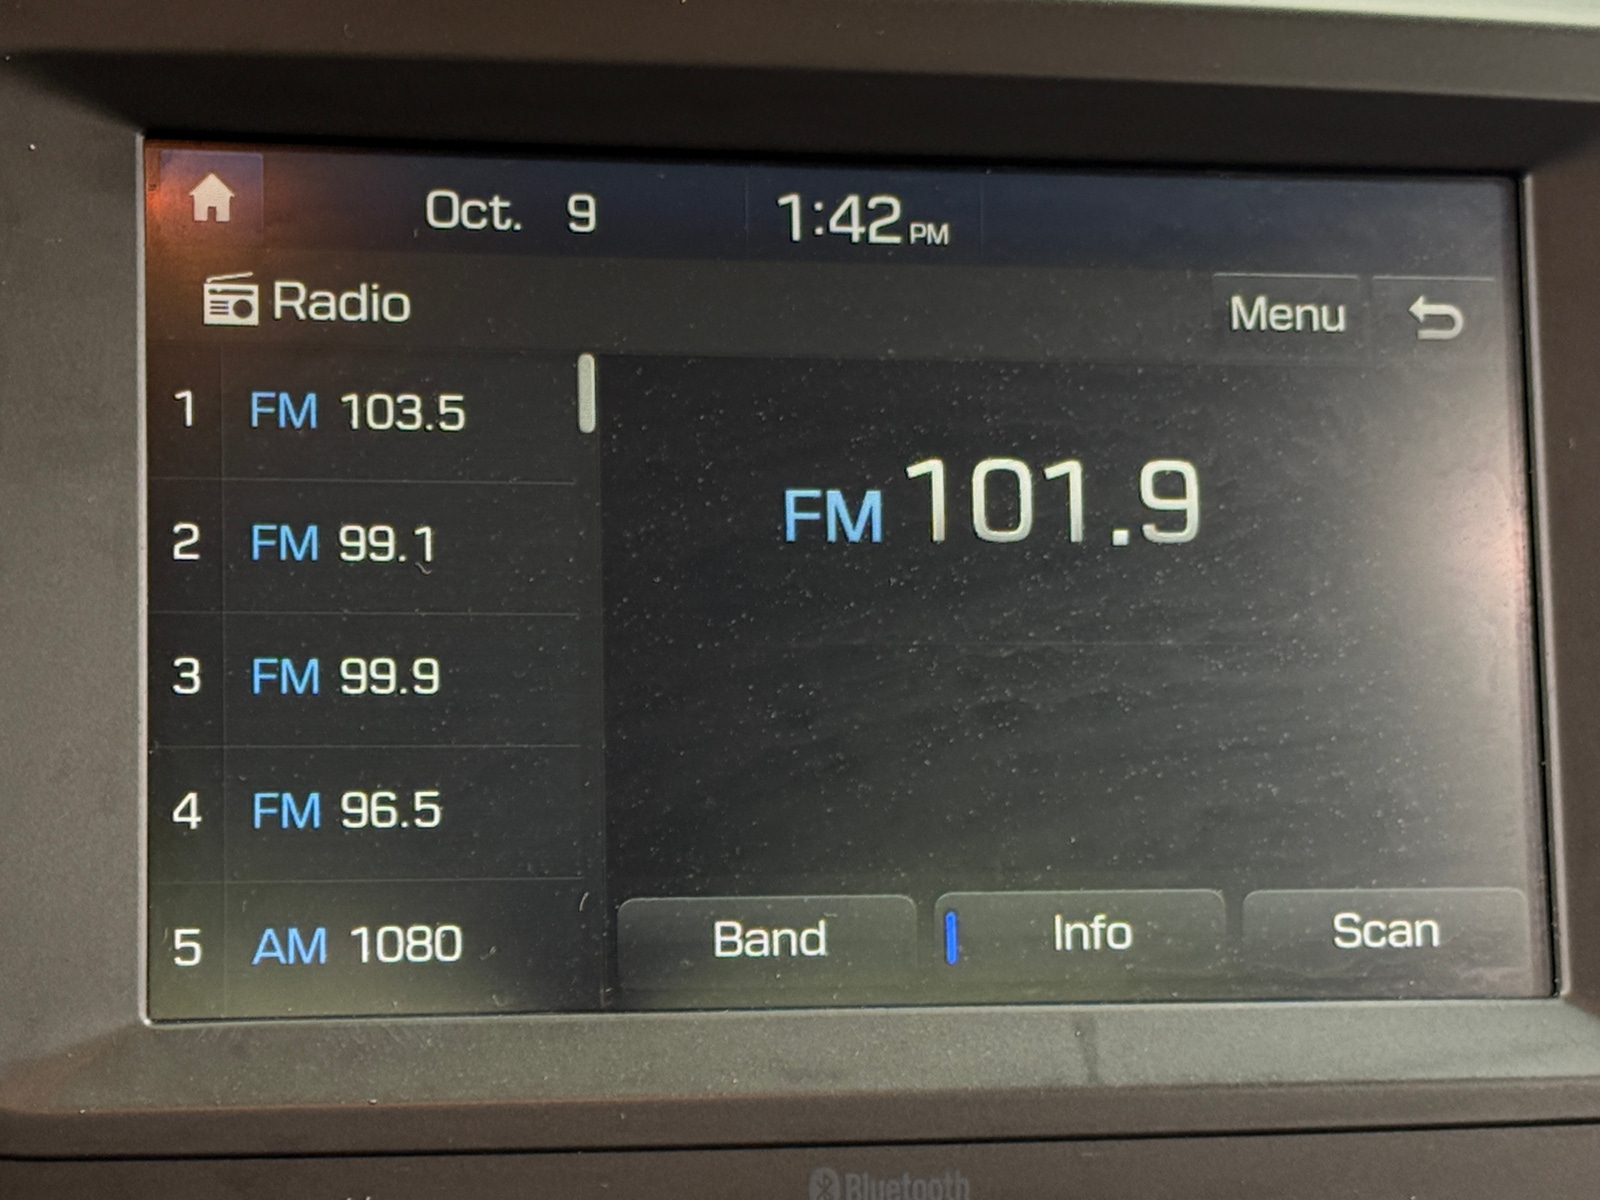 Oct. 9 1:42 PM
Radio
Menu
1 FM 103.5
2 FM 99.1
3 FM 99.9
4 FM 96.5
5 AM 1080
FM 101.9
Band Info Scan
Bluetooth